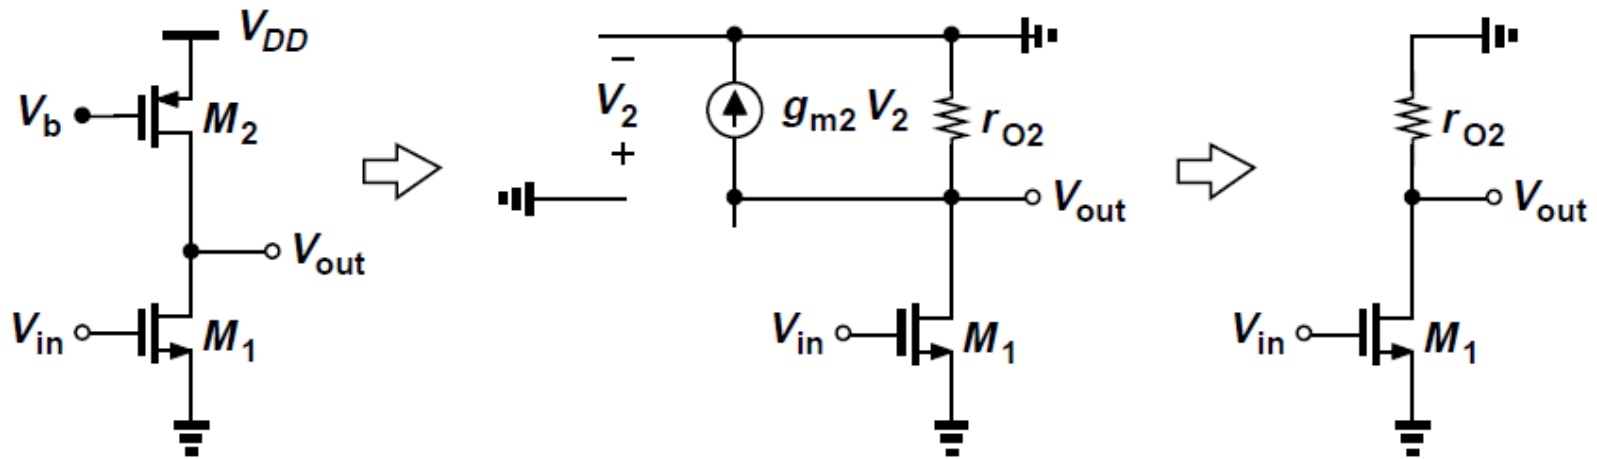 V_DD
V_b
M_2
V_out
V_in
M_1
−
V_2
+
g_m2 V_2
r_O2
V_out
V_in
M_1
r_O2
V_out
V_in
M_1